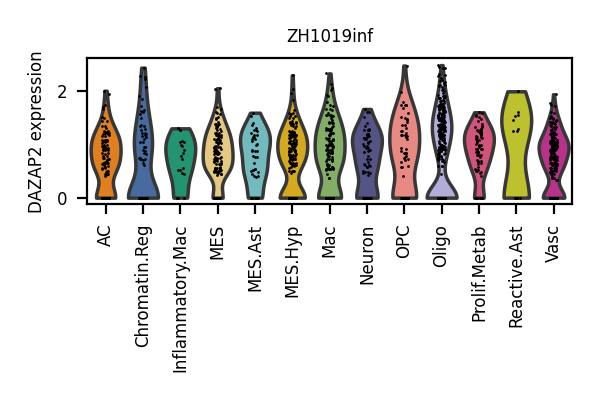 ZH1019inf
DAZAP2 expression
2
0
AC
Chromatin.Reg
Inflammatory.Mac
MES
MES.Ast
MES.Hyp
Mac
Neuron
OPC
Oligo
Prolif.Metab
Reactive.Ast
Vasc